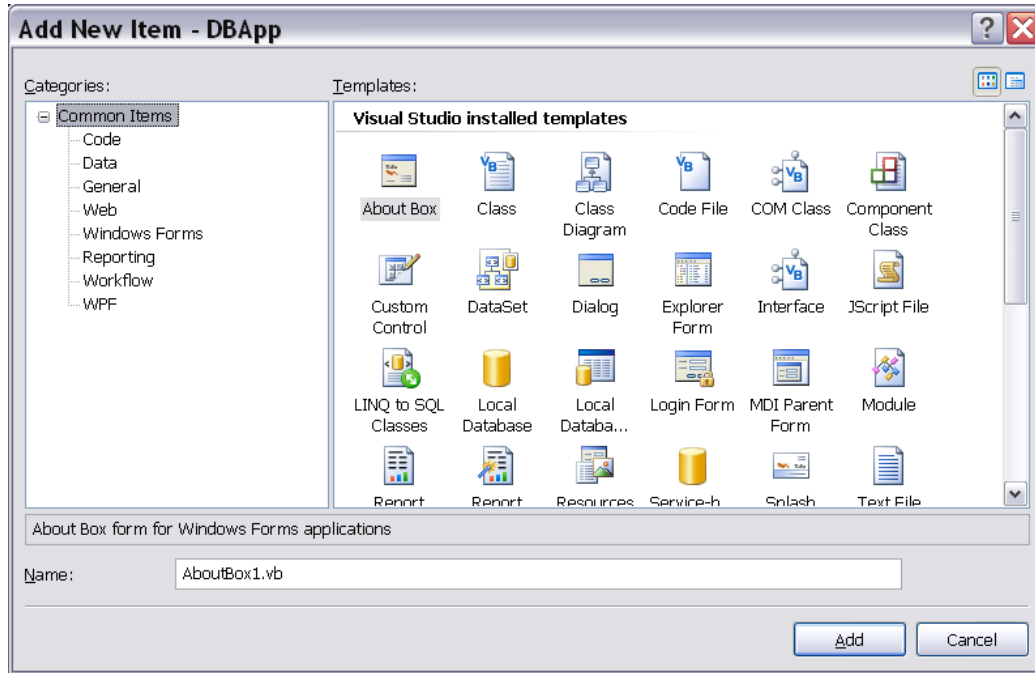 Add New Item - DBApp
Categories:
Templates:
Common Items
Code
Data
General
Web
Windows Forms
Reporting
Workflow
WPF
Visual Studio installed templates
About Box
Class
Class
Diagram
Code File
COM Class
Component
Class
Custom
Control
DataSet
Dialog
Explorer
Form
Interface
JScript File
LINQ to SQL
Classes
Local
Database
Local
Databa...
Login Form
MDI Parent
Form
Module
Report
Report
Resources
Service-b
Splash
Text File
About Box form for Windows Forms applications
Name:
AboutBox1.vb
Add
Cancel